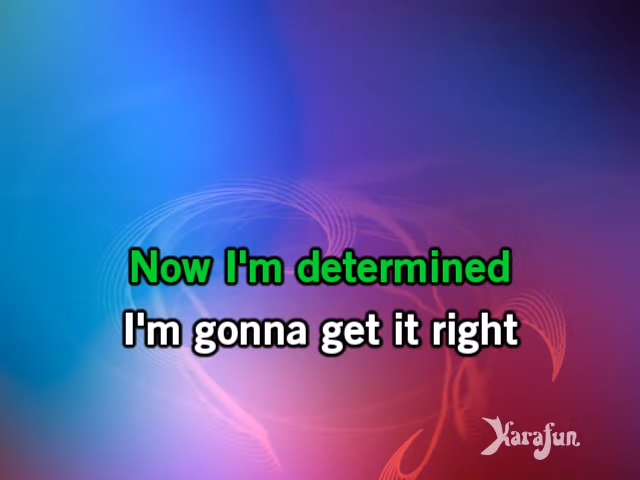 Now I'm determined
I'm gonna get it right
Karafun